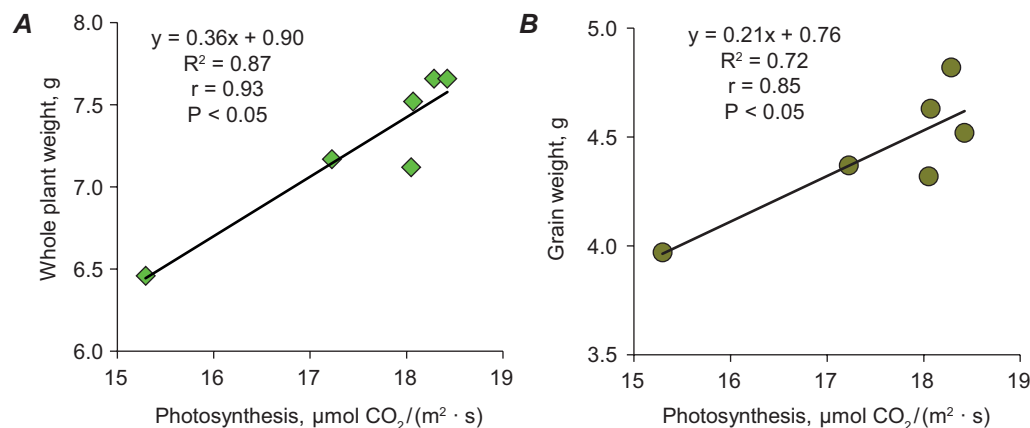 A
y = 0.36x + 0.90
R² = 0.87
r = 0.93
P < 0.05
Whole plant weight, g
8.0
7.5
7.0
6.5
6.0
15 16 17 18 19
Photosynthesis, μmol CO₂/(m² · s)
B
y = 0.21x + 0.76
R² = 0.72
r = 0.85
P < 0.05
Grain weight, g
5.0
4.5
4.0
3.5
15 16 17 18 19
Photosynthesis, μmol CO₂/(m² · s)